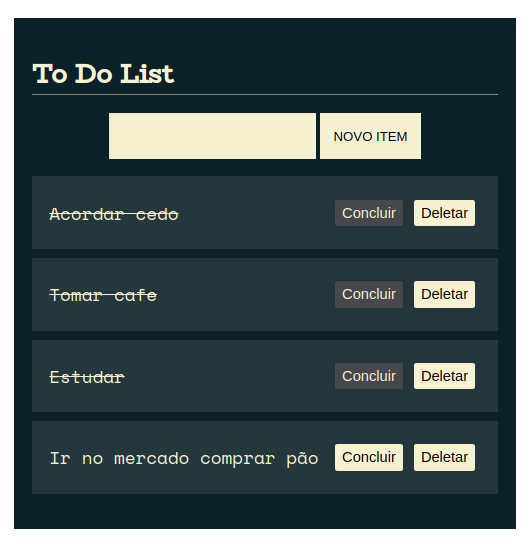 To Do List
NOVO ITEM
Acordar cedo Concluir Deletar
Tomar cafe Concluir Deletar
Estudar Concluir Deletar
Ir no mercado comprar pão Concluir Deletar